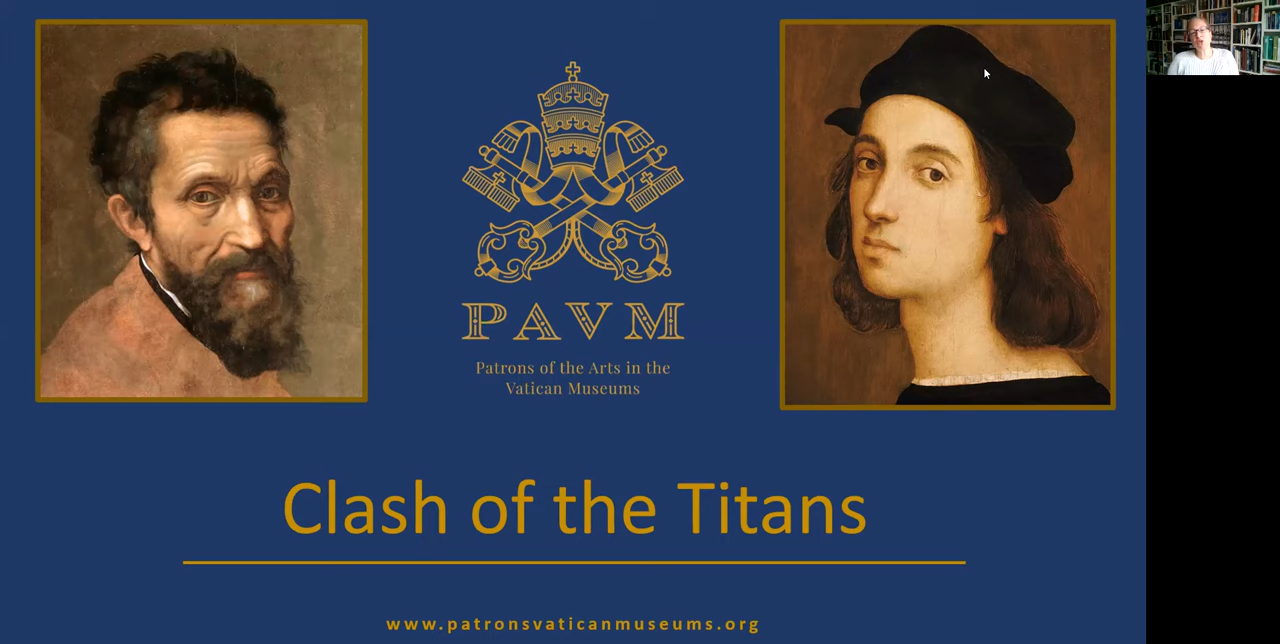 PAVM
Patrons of the Arts in the
Vatican Museums
Clash of the Titans
www.patronsvaticanmuseums.org